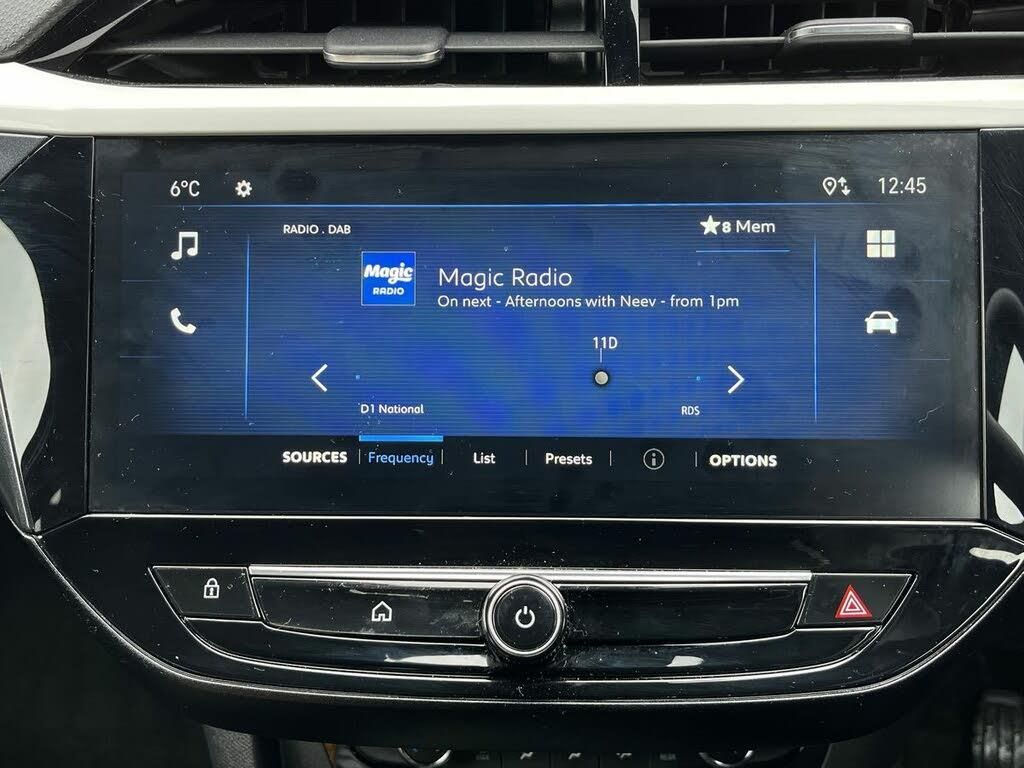 6°C
12:45
RADIO . DAB
8 Mem
Magic
RADIO
Magic Radio
On next - Afternoons with Neev - from 1pm
11D
D1 National
RDS
SOURCES
Frequency
List
Presets
OPTIONS